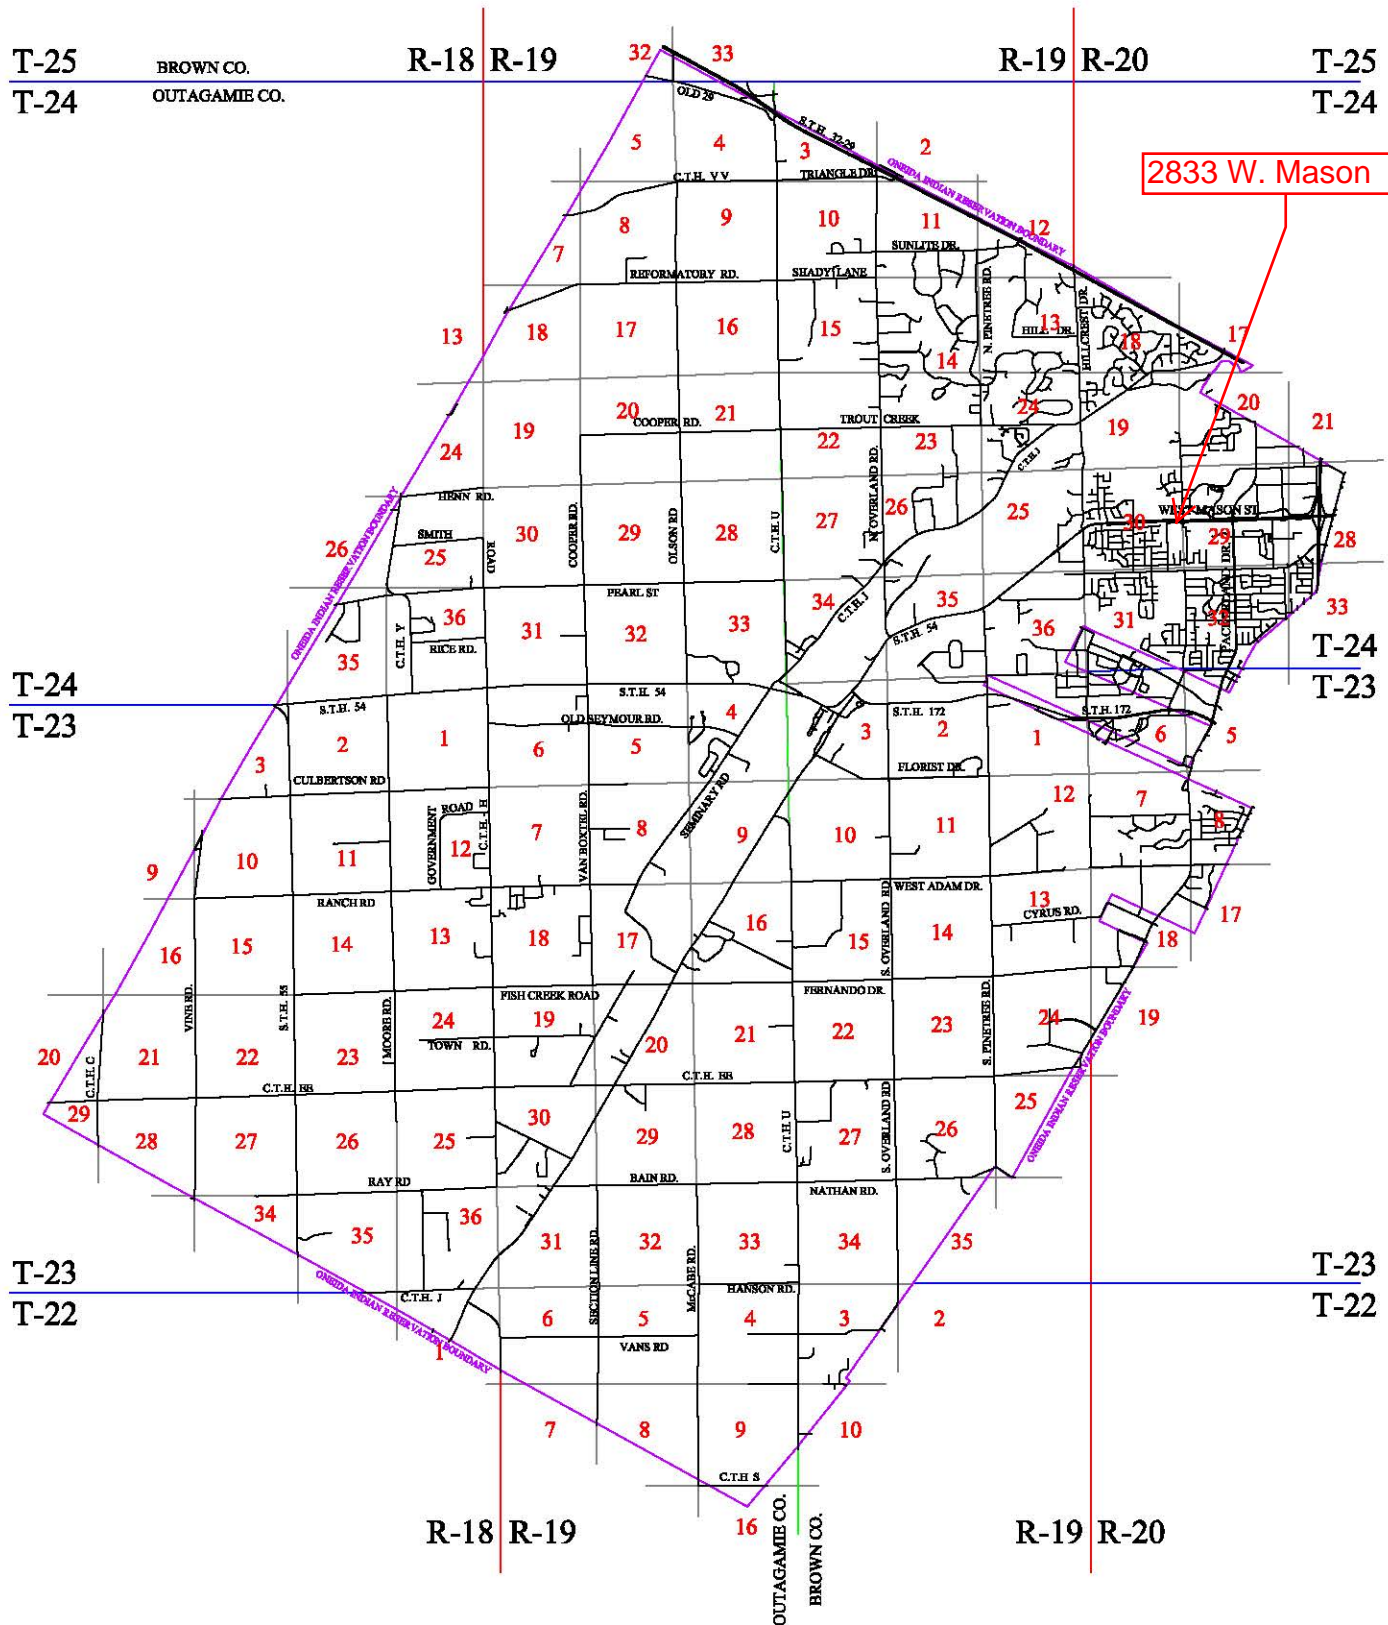 32 33
T-25 BROWN CO. R-18 R-19 R-19 R-20 T-25
T-24 OUTAGAMIE CO. OLD 29 T-24
S.T.H. 32-29
5 4 3 2
ONEIDA INDIAN RESERVATION BOUNDARY
2833 W. Mason
C.T.H. V V TRIANGLE DR.
8 9 10 11 12
7 SUNLITE DR.
REFORMATORY RD. SHADY LANE
N. PINETREE RD. HILLCREST DR.
13 18 17 16 15 13 18 17
HILL DR.
14
20 21 24 20
COOPER RD. TROUT CREEK
19 22 23 19 21
24 C.T.H. J
N. OVERLAND RD.
HENN RD.
26 25
ONEIDA INDIAN RESERVATION BOUNDARY
SMITH ROAD COOPER RD. OLSON RD C.T.H. U
WEST MASON ST.
26 25 30 29 28 27 30 29 28
PACKERLAND DR.
PEARL ST
36 31 32 33 34 35 31 32 33
C.T.H. J
C.T.H. Y
RICE RD. S.T.H. 54 36
35
T-24 T-24
T-23 S.T.H. 54 S.T.H. 54 T-23
OLD SEYMOUR RD. S.T.H. 172 S.T.H. 172
3 2 1 6 5 4 3 2 1 6 5
CULBERTSON RD FLORIST DR.
SEMINARY RD
GOVERNMENT ROAD C.T.H. H VAN BOXTEL RD.
12 7
9 10 11 12 7 8 9 10 11 8
RANCH RD WEST ADAM DR.
13 CYRUS RD.
S. OVERLAND RD
16 15 14 13 18 17 16 15 14 18 17
VINE RD. S.T.H. 55 MOORE RD. S. PINETREE RD.
FISH CREEK ROAD FERNANDO DR.
20 21 22 23 24 19 20 21 22 23 24 19
TOWN RD.
C.T.H. C
C.T.H. EE C.T.H. EE
ONEIDA INDIAN RESERVATION BOUNDARY
29 28 27 26 25 30 29 28 27 26 25
C.T.H. U S. OVERLAND RD
RAY RD BAIN RD. NATHAN RD.
34 35 36 31 32 33 34 35
SECTION LINE RD. McCABE RD.
T-23 T-23
T-22 C.T.H. J HANSON RD. T-22
ONEIDA INDIAN RESERVATION BOUNDARY
1 6 5 4 3 2
VANS RD
7 8 9 10
C.T.H S
16
R-18 R-19 R-19 R-20
OUTAGAMIE CO.
BROWN CO.